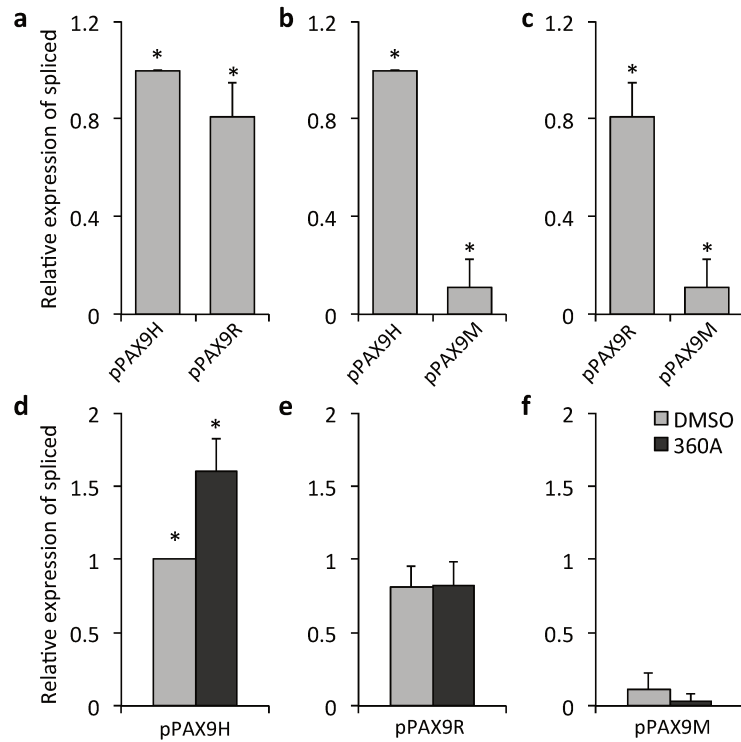 a
b
c
Relative expression of spliced
1.2
0.8
0.4
0
*
*
pPAX9H
pPAX9R
1.2
0.8
0.4
0
*
*
pPAX9H
pPAX9M
1.2
0.8
0.4
0
*
*
pPAX9R
pPAX9M
d
e
f
Relative expression of spliced
2
1.5
1
0.5
0
*
*
pPAX9H
2
1.5
1
0.5
0
pPAX9R
2
1.5
1
0.5
0
DMSO
360A
pPAX9M